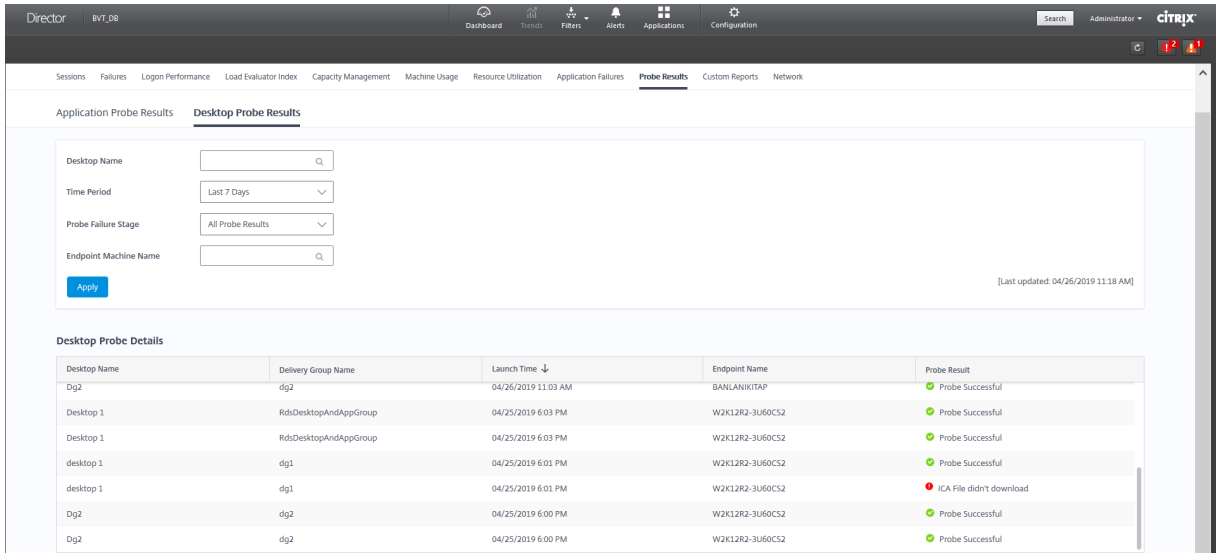 Director BVT_DB Dashboard Trends Filters Alerts Applications Configuration Search Administrator CITRIX
2 1
Sessions Failures Logon Performance Load Evaluator Index Capacity Management Machine Usage Resource Utilization Application Failures Probe Results Custom Reports Network
Application Probe Results Desktop Probe Results
Desktop Name
Time Period Last 7 Days
Probe Failure Stage All Probe Results
Endpoint Machine Name
Apply [Last updated: 04/26/2019 11:18 AM]
Desktop Probe Details
Desktop Name Delivery Group Name Launch Time Endpoint Name Probe Result
Dg2 dg2 04/26/2019 11:03 AM BANLANIKITAP Probe Successful
Desktop 1 RdsDesktopAndAppGroup 04/25/2019 6:03 PM W2K12R2-3U60CS2 Probe Successful
Desktop 1 RdsDesktopAndAppGroup 04/25/2019 6:03 PM W2K12R2-3U60CS2 Probe Successful
desktop 1 dg1 04/25/2019 6:01 PM W2K12R2-3U60CS2 Probe Successful
desktop 1 dg1 04/25/2019 6:01 PM W2K12R2-3U60CS2 ICA File didn't download
Dg2 dg2 04/25/2019 6:00 PM W2K12R2-3U60CS2 Probe Successful
Dg2 dg2 04/25/2019 6:00 PM W2K12R2-3U60CS2 Probe Successful